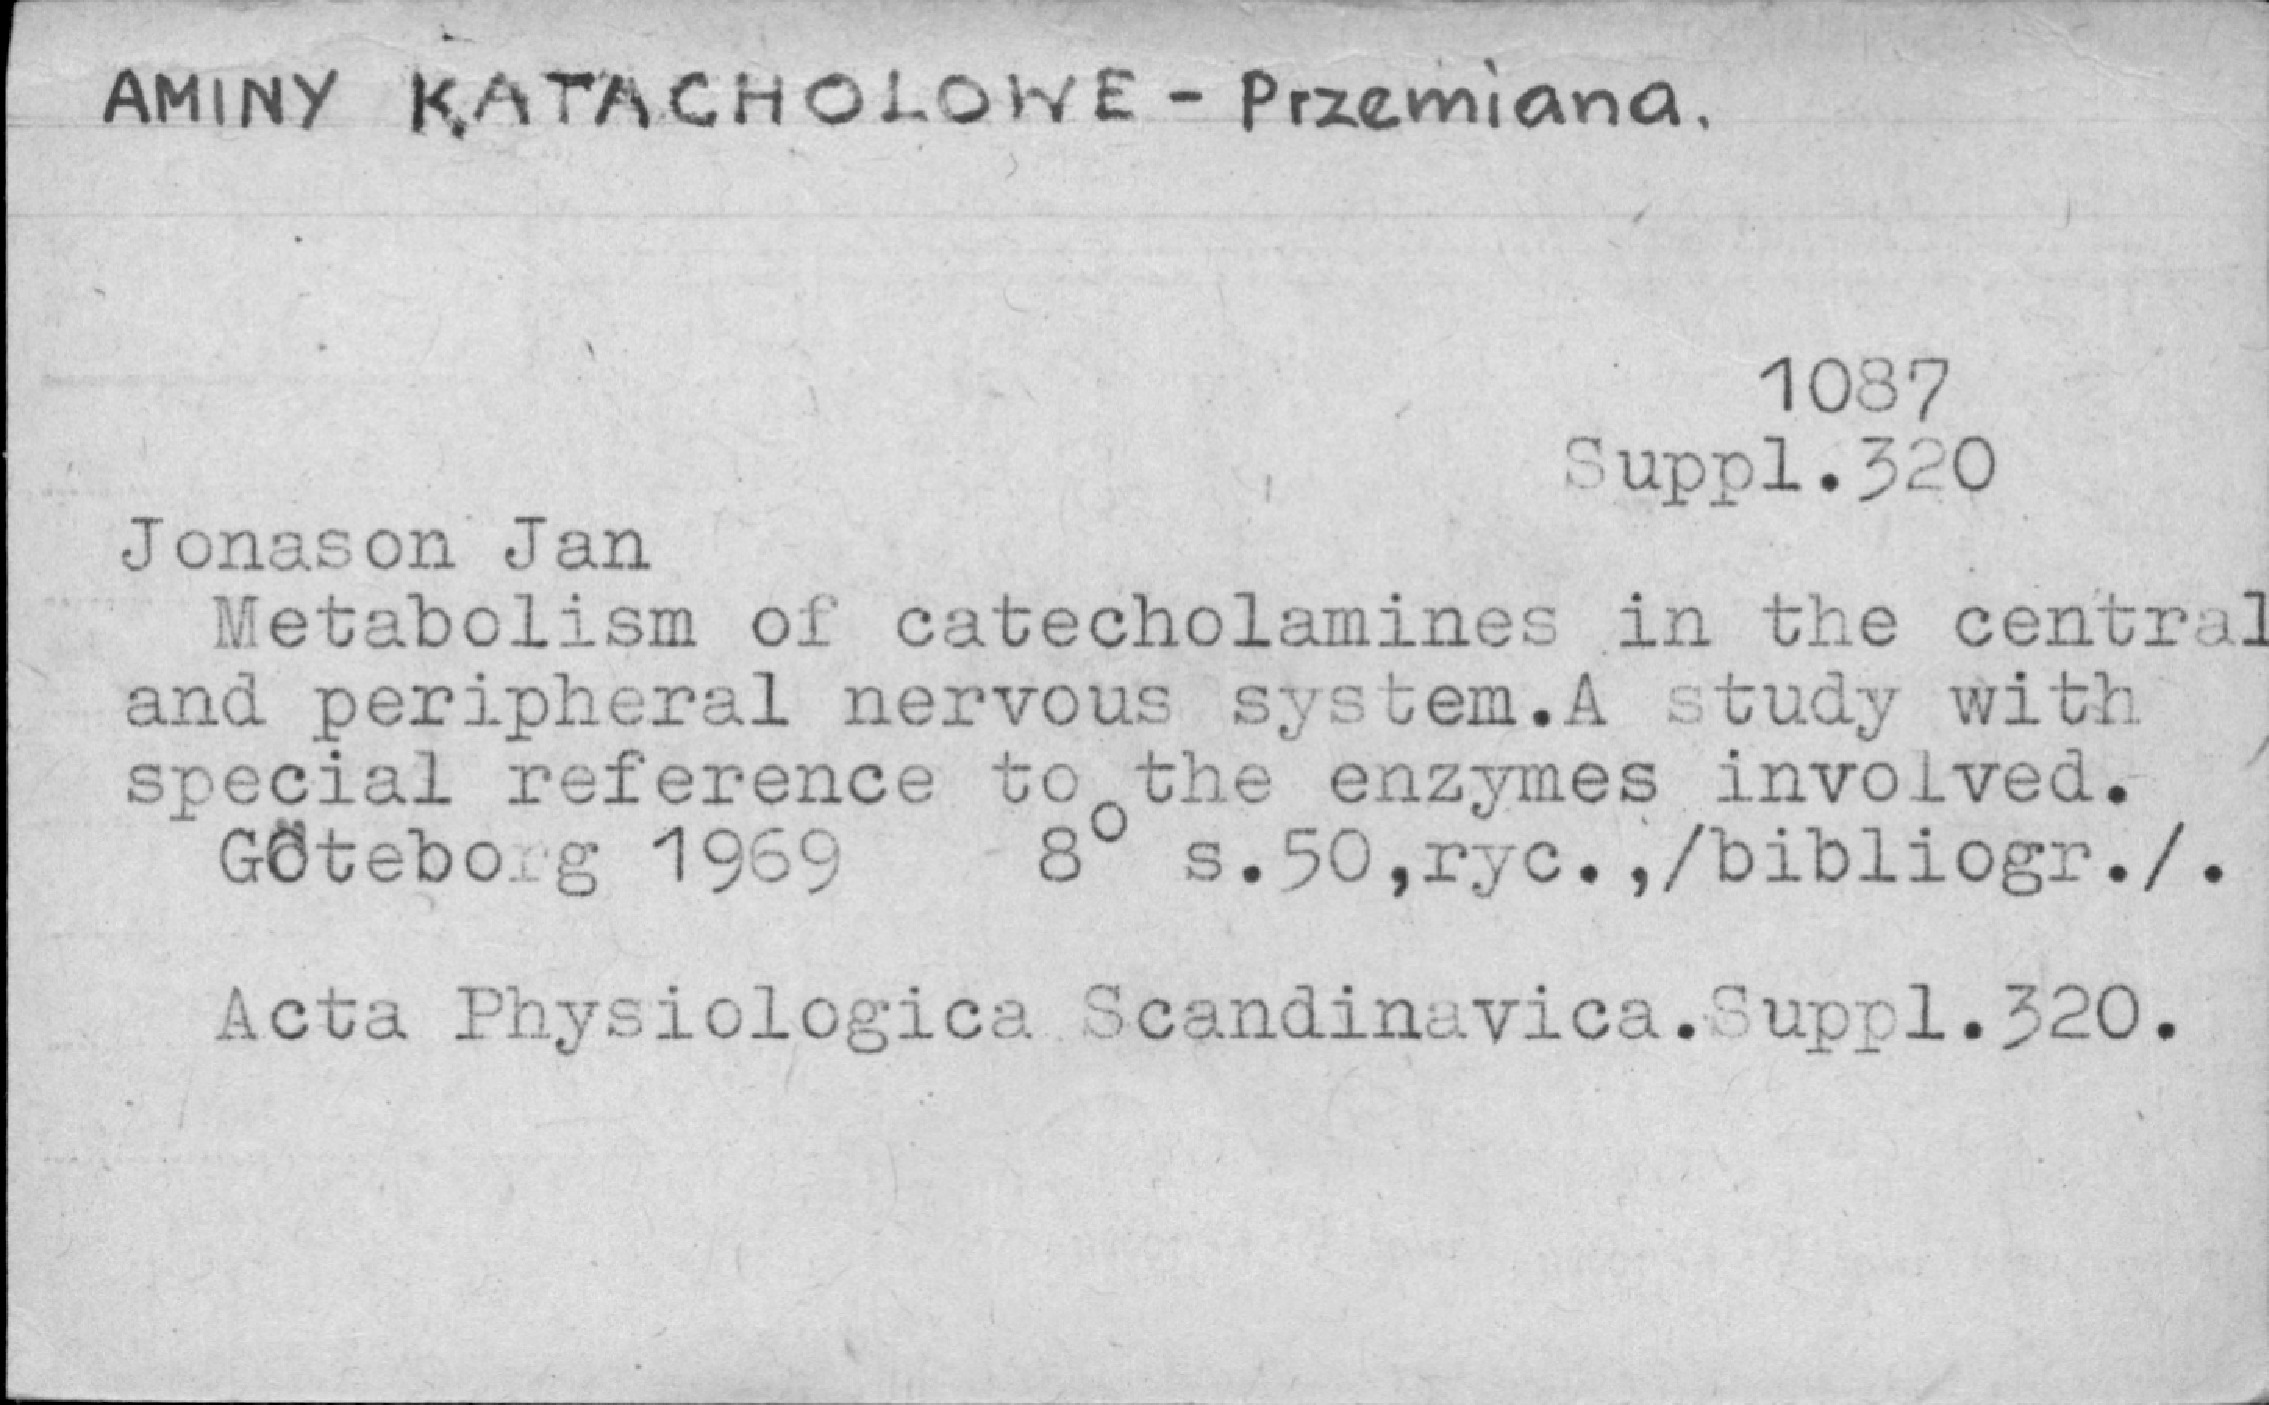 AMINY KATACHOLOWE - Przemiana.
1087
Suppl.320
Jonason Jan
Metabolism of catecholamines in the central
and peripheral nervous system.A study with
special reference to the enzymes involved.
Göteborg 1969 8° s.50,ryc.,/bibliogr./.
Acta Physiologica Scandinavica.Suppl.320.